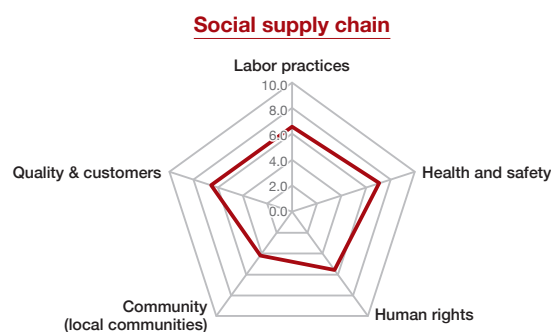 Social supply chain
Labor practices
10.0
8.0
6.0
4.0
2.0
0.0
Quality & customers
Health and safety
Community
(local communities)
Human rights